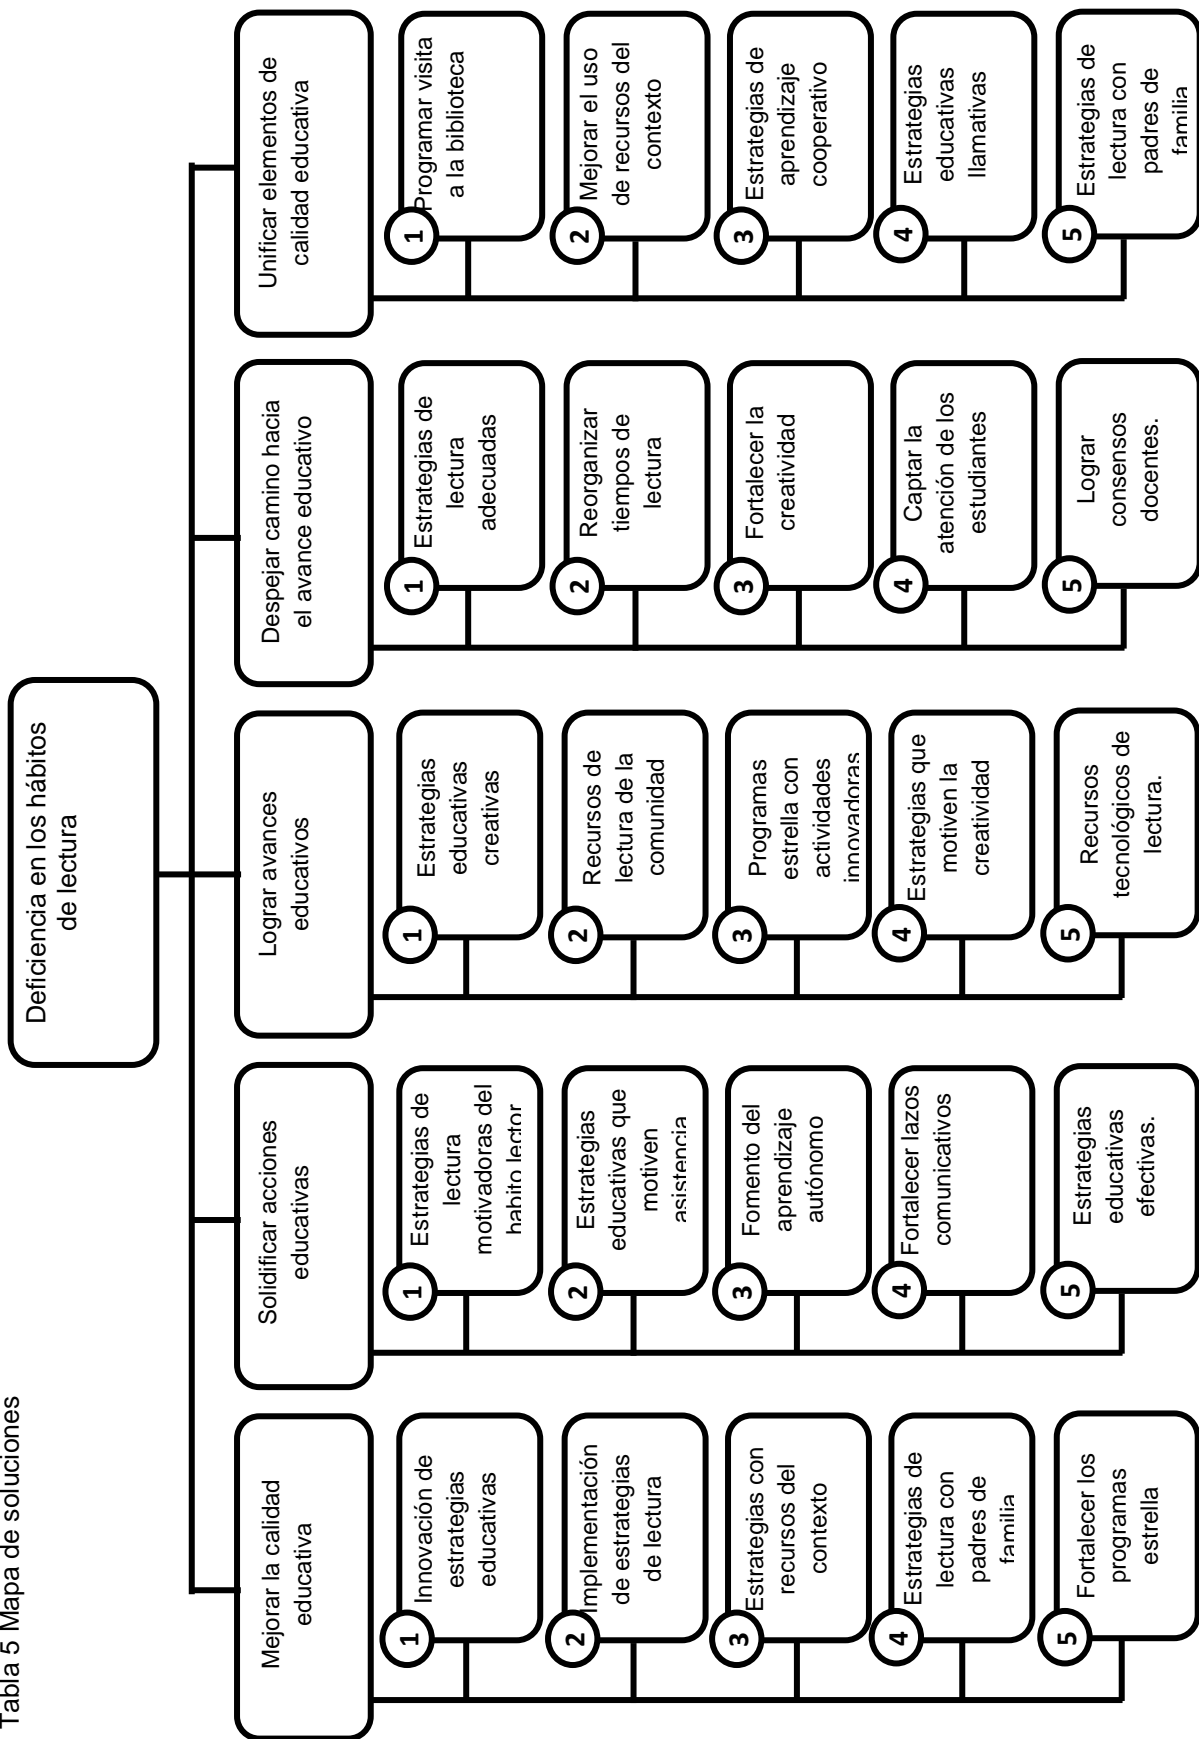 Tabla 5 Mapa de soluciones
Deficiencia en los hábitos
de lectura
Mejorar la calidad
educativa
1
Innovación de
estrategias
educativas
2
Implementación
de estrategias
de lectura
3
Estrategias con
recursos del
contexto
4
Estrategias de
lectura con
padres de
familia
5
Fortalecer los
programas
estrella
Solidificar acciones
educativas
1
Estrategias de
lectura
motivadoras del
habito lector
2
Estrategias
educativas que
motiven
asistencia
3
Fomento del
aprendizaje
autónomo
4
Fortalecer lazos
comunicativos
5
Estrategias
educativas
efectivas.
Lograr avances
educativos
1
Estrategias
educativas
creativas
2
Recursos de
lectura de la
comunidad
3
Programas
estrella con
actividades
innovadoras
4
Estrategias que
motiven la
creatividad
5
Recursos
tecnológicos de
lectura.
Despejar camino hacia
el avance educativo
1
Estrategias de
lectura
adecuadas
2
Reorganizar
tiempos de
lectura
3
Fortalecer la
creatividad
4
Captar la
atención de los
estudiantes
5
Lograr
consensos
docentes.
Unificar elementos de
calidad educativa
1
Programar visita
a la biblioteca
2
Mejorar el uso
de recursos del
contexto
3
Estrategias de
aprendizaje
cooperativo
4
Estrategias
educativas
llamativas
5
Estrategias de
lectura con
padres de
familia